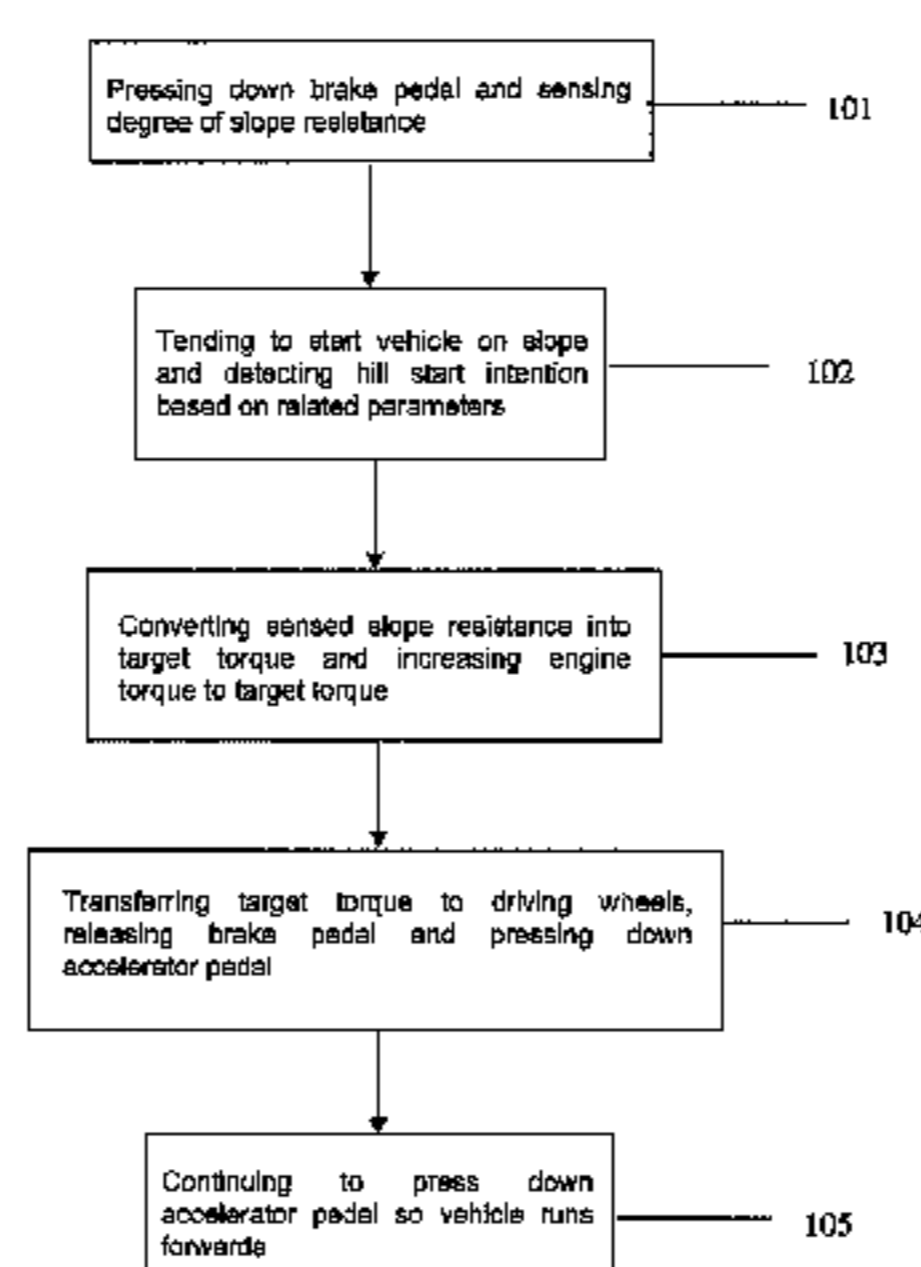 Pressing down brake pedal and sensing
degree of slope resistance
101
Tending to start vehicle on slope
and detecting hill start intention
based on related parameters
102
Converting sensed slope resistance into
target torque and increasing engine
torque to target torque
103
Transferring target torque to driving wheels,
releasing brake pedal and pressing down
accelerator pedal
104
Continuing to press down
accelerator pedal so vehicle runs
forwards
105